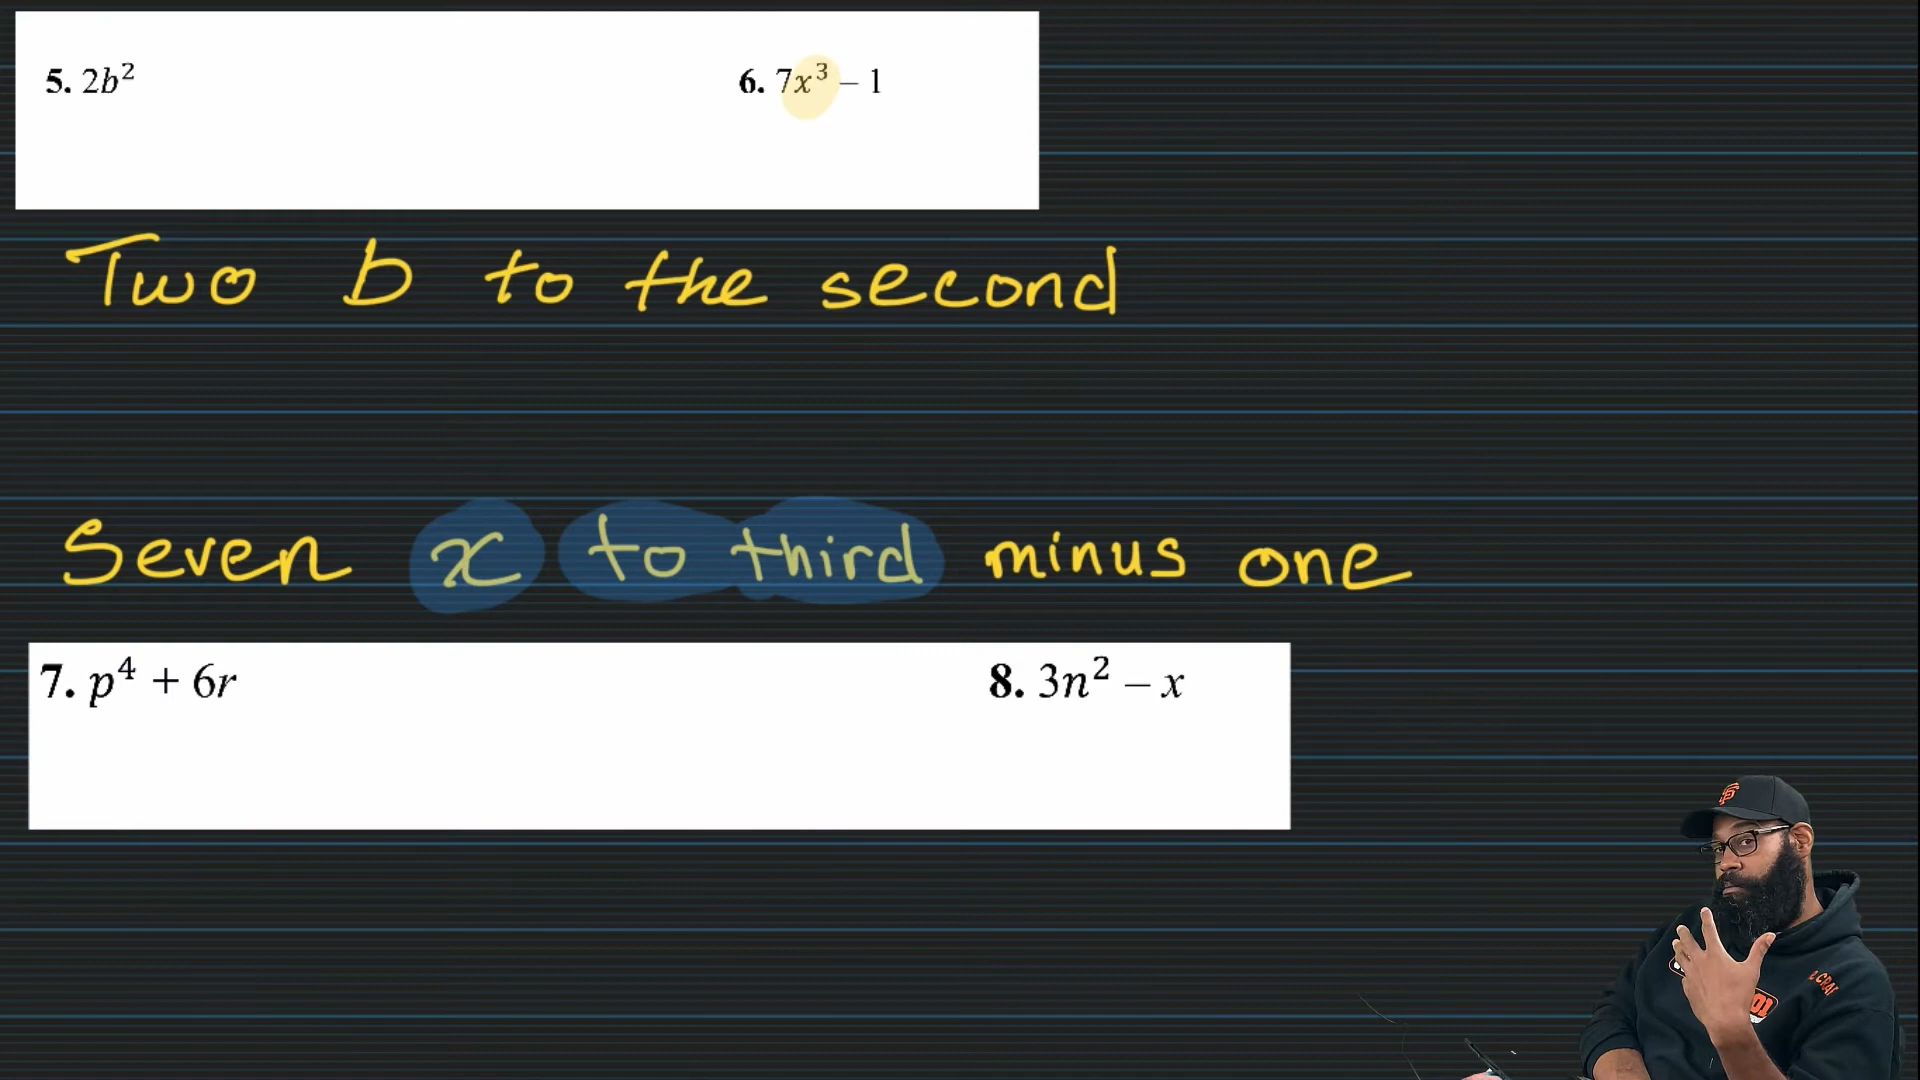 5. 2b² 6. 7x³ – 1
Two b to the second
Seven x to third minus one
7. p⁴ + 6r 8. 3n² – x
SF